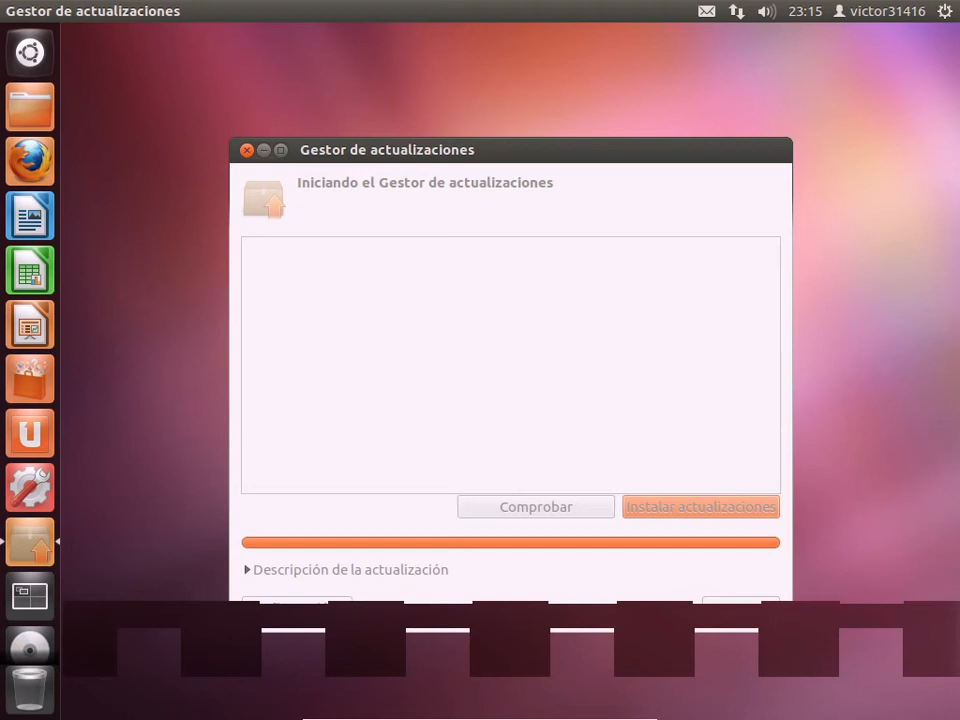 Gestor de actualizaciones
23:15 victor31416
Gestor de actualizaciones
Iniciando el Gestor de actualizaciones
Comprobar
Instalar actualizaciones
Descripción de la actualización